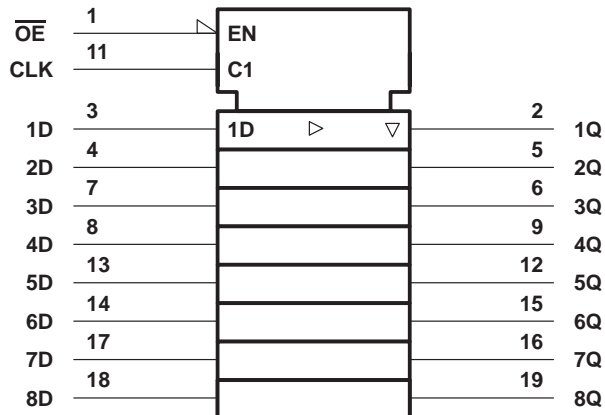 1
OE EN
11
CLK C1
3 2
1D 1D 1Q
4 5
2D 2Q
7 6
3D 3Q
8 9
4D 4Q
13 12
5D 5Q
14 15
6D 6Q
17 16
7D 7Q
18 19
8D 8Q